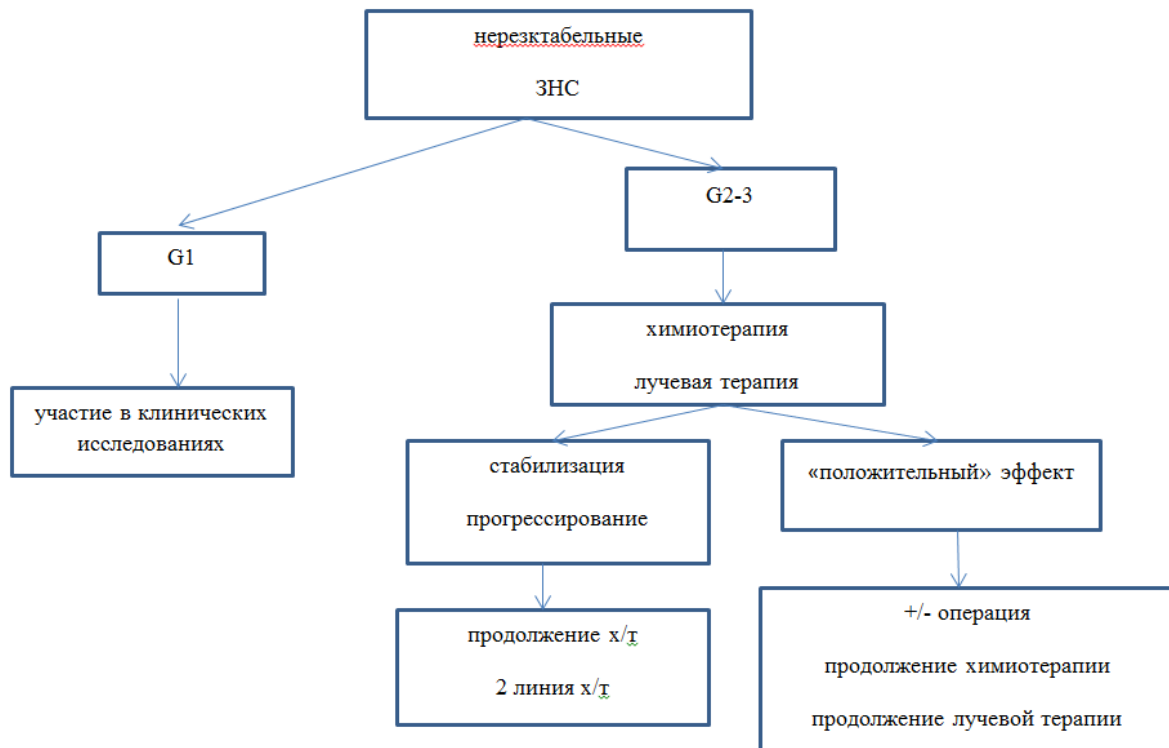 нерезктабельные
ЗНС
G2-3
G1
химиотерапия
лучевая терапия
участие в клинических
исследованиях
стабилизация
прогрессирование
«положительный» эффект
продолжение х/т
2 линия х/т
+/- операция
продолжение химиотерапии
продолжение лучевой терапии